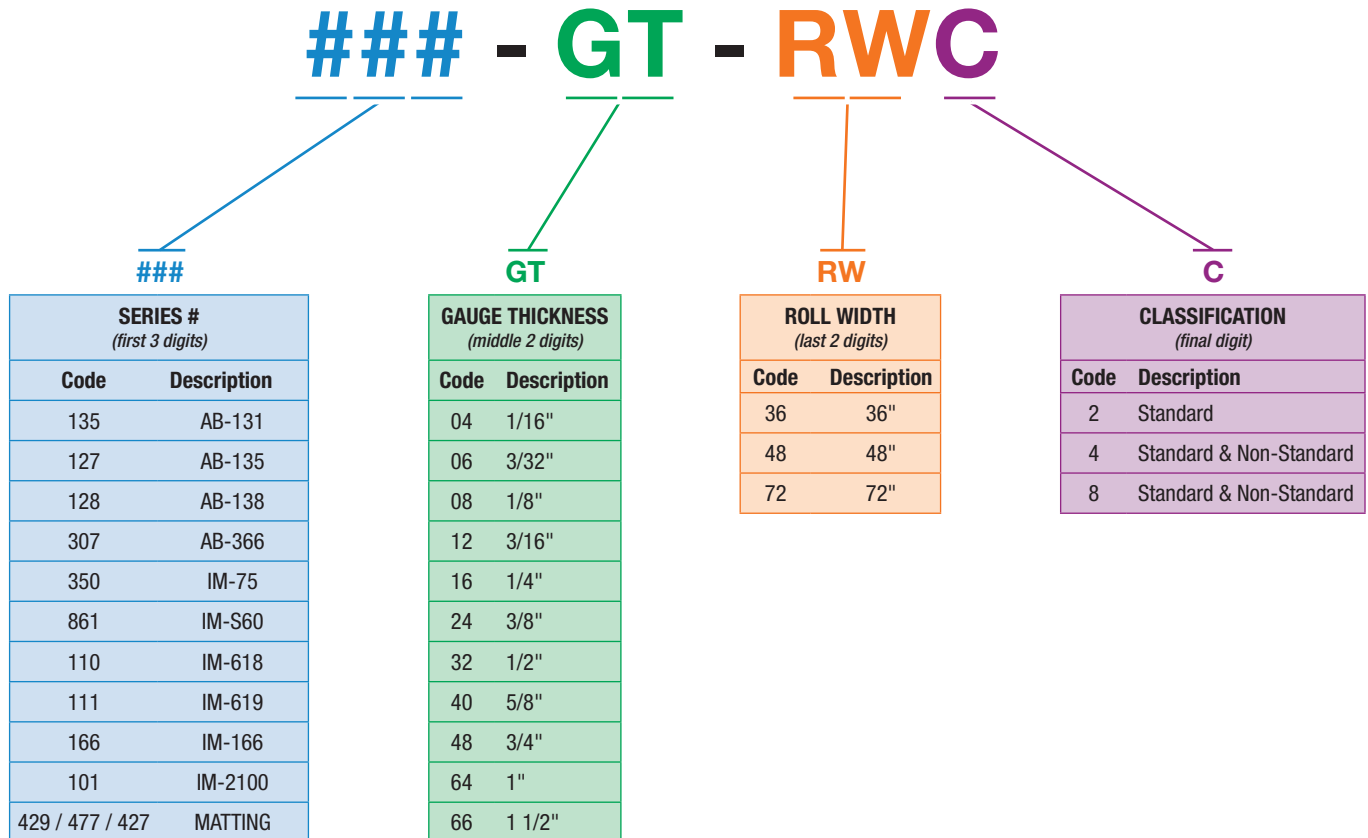 ### - GT - RWC
###
SERIES #
(first 3 digits)
Code Description
135 AB-131
127 AB-135
128 AB-138
307 AB-366
350 IM-75
861 IM-S60
110 IM-618
111 IM-619
166 IM-166
101 IM-2100
429 / 477 / 427 MATTING
GT
GAUGE THICKNESS
(middle 2 digits)
Code Description
04 1/16"
06 3/32"
08 1/8"
12 3/16"
16 1/4"
24 3/8"
32 1/2"
40 5/8"
48 3/4"
64 1"
66 1 1/2"
RW
ROLL WIDTH
(last 2 digits)
Code Description
36 36"
48 48"
72 72"
C
CLASSIFICATION
(final digit)
Code Description
2 Standard
4 Standard & Non-Standard
8 Standard & Non-Standard